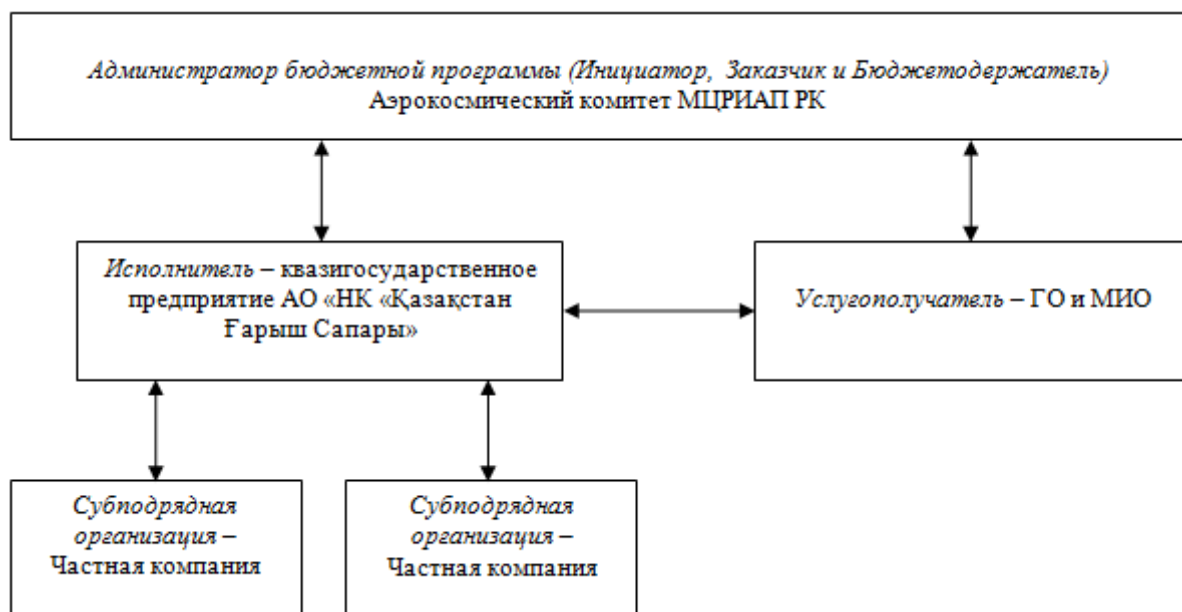 Администратор бюджетной программы (Инициатор, Заказчик и Бюджетодержатель)
Аэрокосмический комитет МЦРИАП РК
Исполнитель – квазигосударственное
предприятие АО «НК «Қазақстан
Ғарыш Сапары»
Услугополучатель – ГО и МИО
Субподрядная
организация –
Частная компания
Субподрядная
организация –
Частная компания